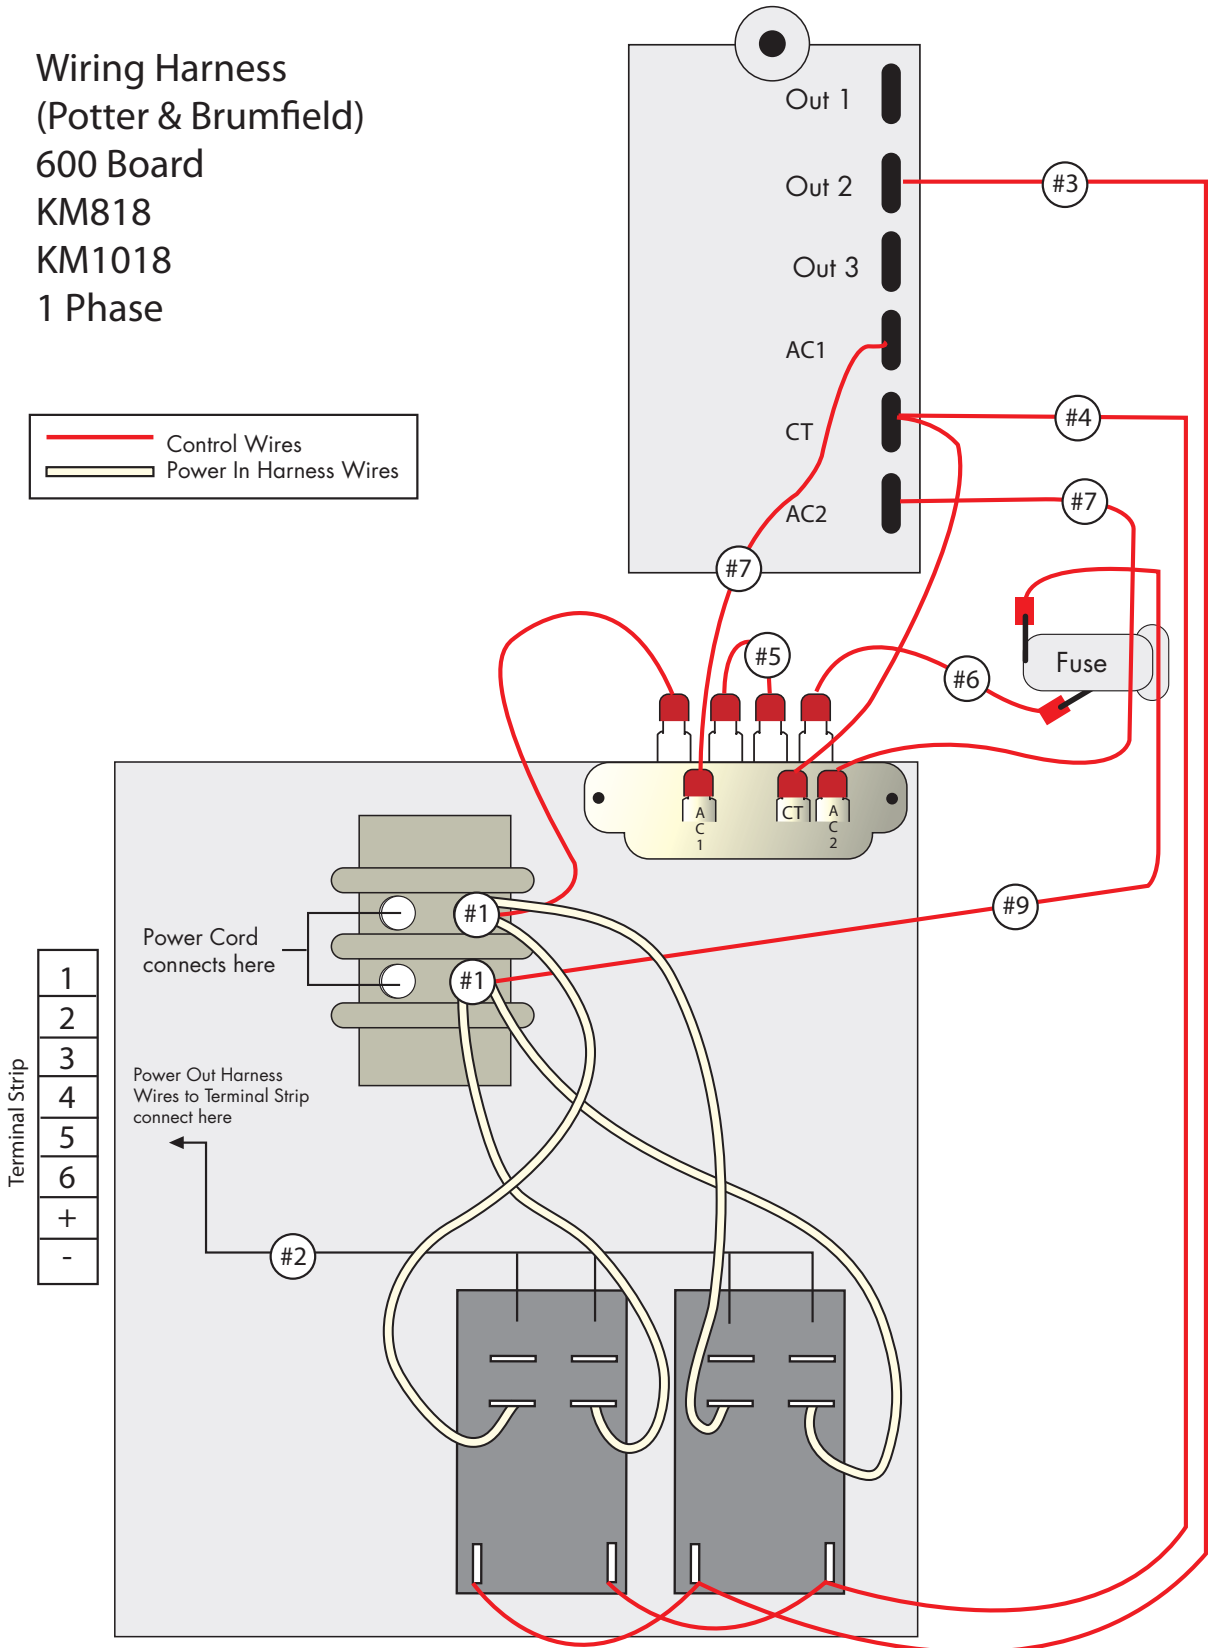 Wiring Harness
(Potter & Brumfield)
600 Board
KM818
KM1018
1 Phase
Control Wires
Power In Harness Wires
Out 1
Out 2
Out 3
AC1
CT
AC2
#3
#4
#7
#7
#5
#6
Fuse
AC1
CT
AC2
#1
#1
#9
Power Cord
connects here
Terminal Strip
1
2
3
4
5
6
+
-
Power Out Harness
Wires to Terminal Strip
connect here
#2